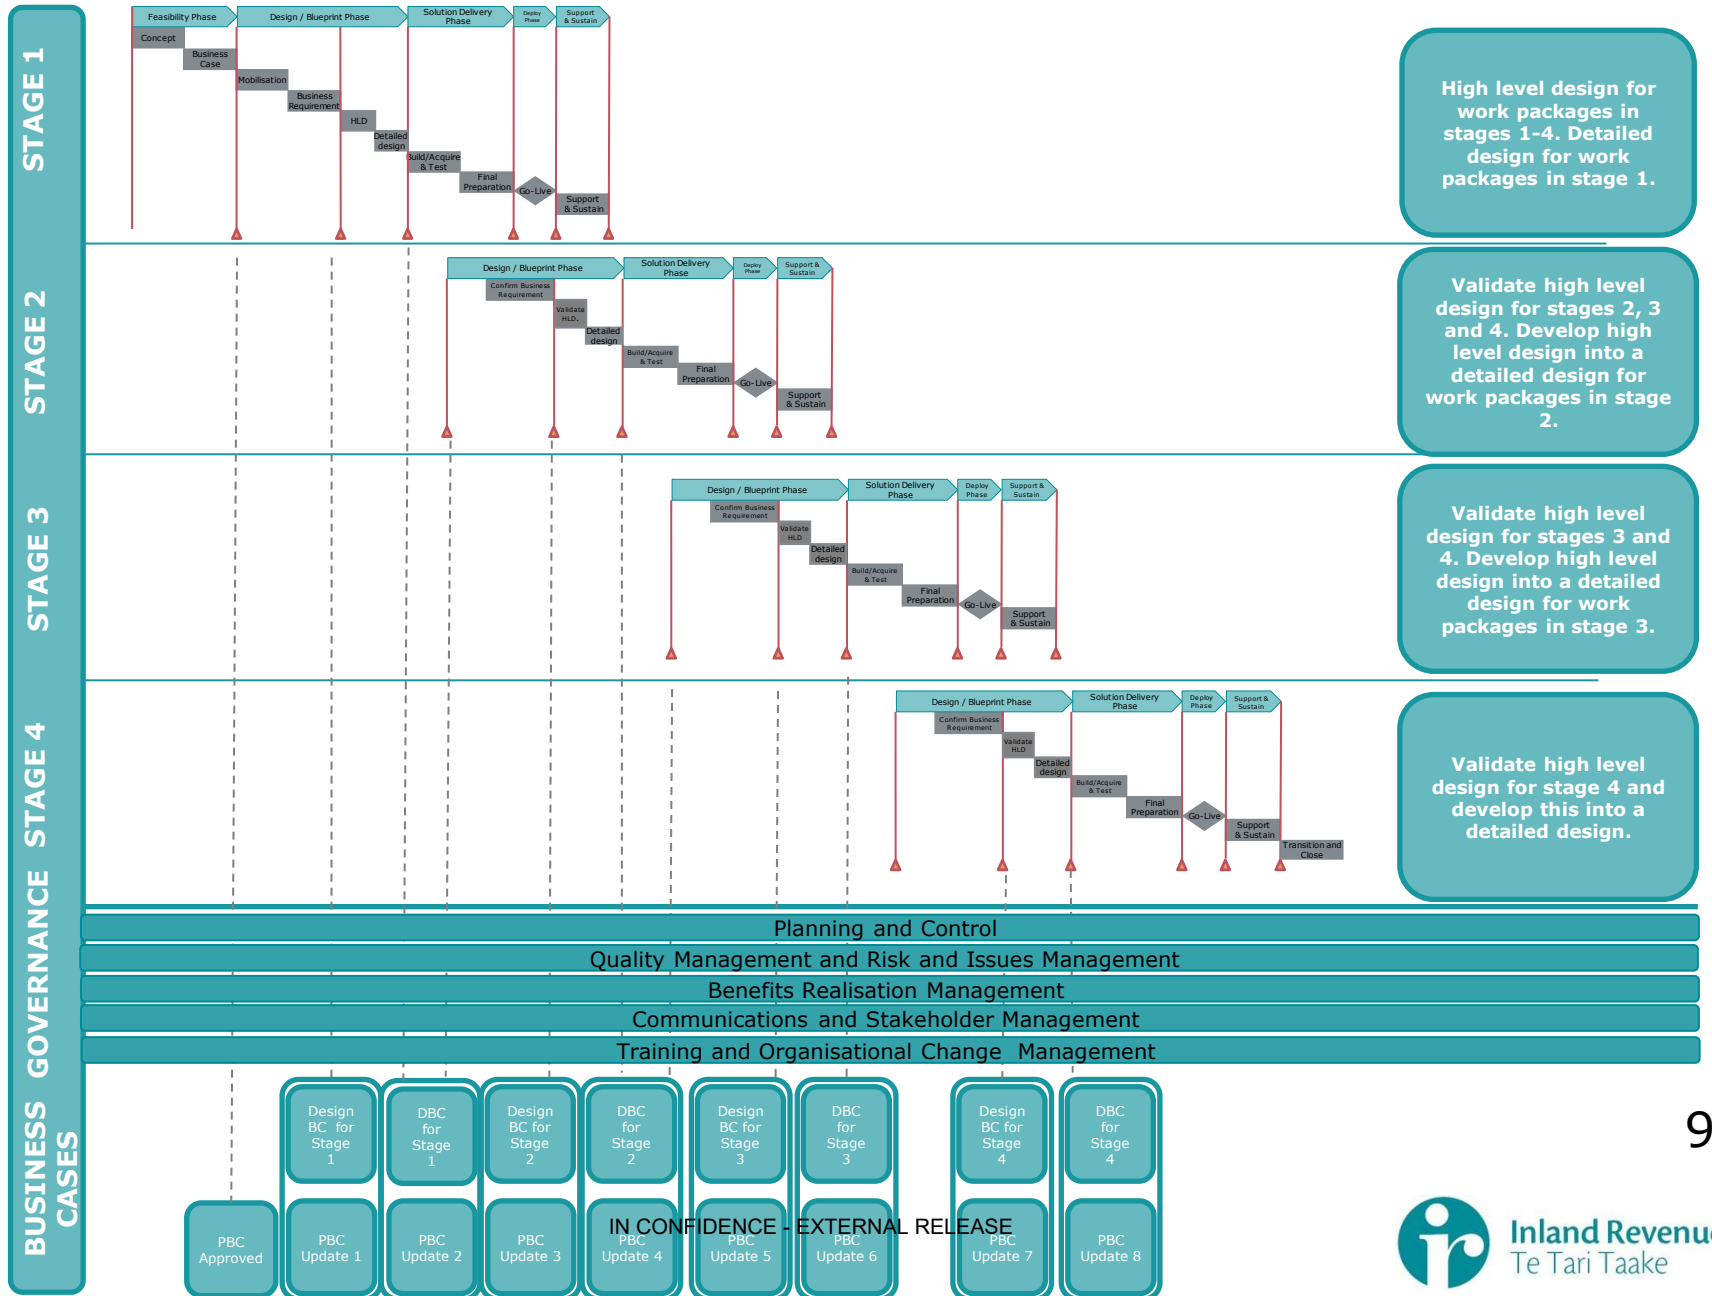 STAGE 1
Feasibility Phase
Design / Blueprint Phase
Solution Delivery
Phase
Deploy
Phase
Support
& Sustain
Concept
Business
Case
Mobilisation
Business
Requirement
HLD
Detailed
design
Build/Acquire
& Test
Final
Preparation
Go-Live
Support
& Sustain
High level design for
work packages in
stages 1-4. Detailed
design for work
packages in stage 1.
STAGE 2
Design / Blueprint Phase
Solution Delivery
Phase
Deploy
Phase
Support &
Sustain
Confirm Business
Requirement
Validate
HLD.
Detailed
design
Build/Acquire
& Test
Final
Preparation
Go-Live
Support
& Sustain
Validate high level
design for stages 2, 3
and 4. Develop high
level design into a
detailed design for
work packages in stage
2.
STAGE 3
Design / Blueprint Phase
Solution Delivery
Phase
Deploy
Phase
Support &
Sustain
Confirm Business
Requirement
Validate
HLD
Detailed
design
Build/Acquire
& Test
Final
Preparation
Go-Live
Support
& Sustain
Validate high level
design for stages 3 and
4. Develop high level
design into a detailed
design for work
packages in stage 3.
STAGE 4
Design / Blueprint Phase
Solution Delivery
Phase
Deploy
Phase
Support &
Sustain
Confirm Business
Requirement
Validate
HLD
Detailed
design
Build/Acquire
& Test
Final
Preparation
Go-Live
Support
& Sustain
Transition and
Close
Validate high level
design for stage 4 and
develop this into a
detailed design.
GOVERNANCE
Planning and Control
Quality Management and Risk and Issues Management
Benefits Realisation Management
Communications and Stakeholder Management
Training and Organisational Change  Management
BUSINESS
CASES
PBC
Approved
Design
BC  for
Stage
1
PBC
Update 1
DBC
for
Stage
1
PBC
Update 2
Design
BC for
Stage
2
PBC
Update 3
DBC
for
Stage
2
PBC
Update 4
Design
BC for
Stage
3
PBC
Update 5
DBC
for
Stage
3
PBC
Update 6
Design
BC for
Stage
4
PBC
Update 7
DBC
for
Stage
4
PBC
Update 8
IN CONFIDENCE - EXTERNAL RELEASE
9
ir
Inland Revenue
Te Tari Taake